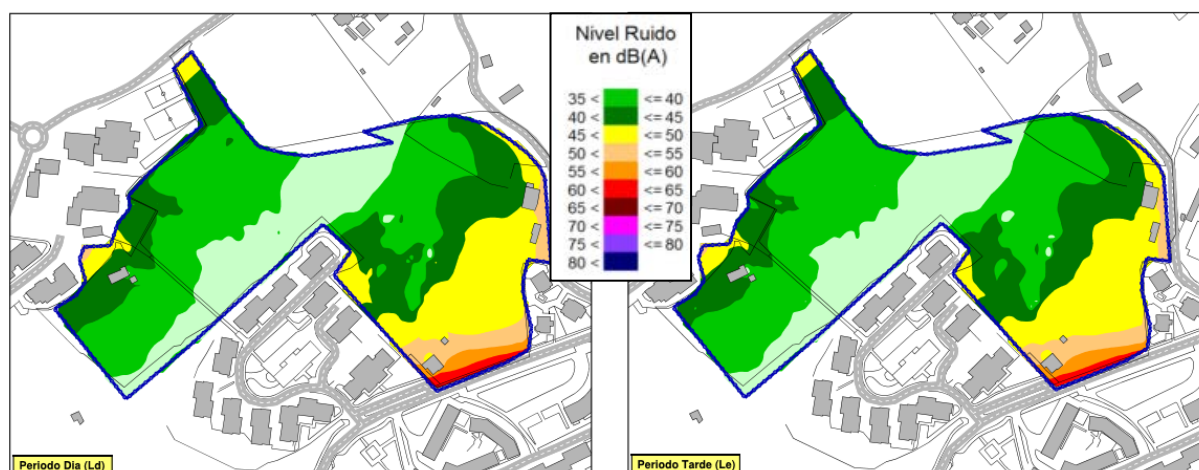 Nivel Ruido
en dB(A)
35 < <= 40
40 < <= 45
45 < <= 50
50 < <= 55
55 < <= 60
60 < <= 65
65 < <= 70
70 < <= 75
75 < <= 80
80 <
Periodo Dia (Ld)
Periodo Tarde (Le)